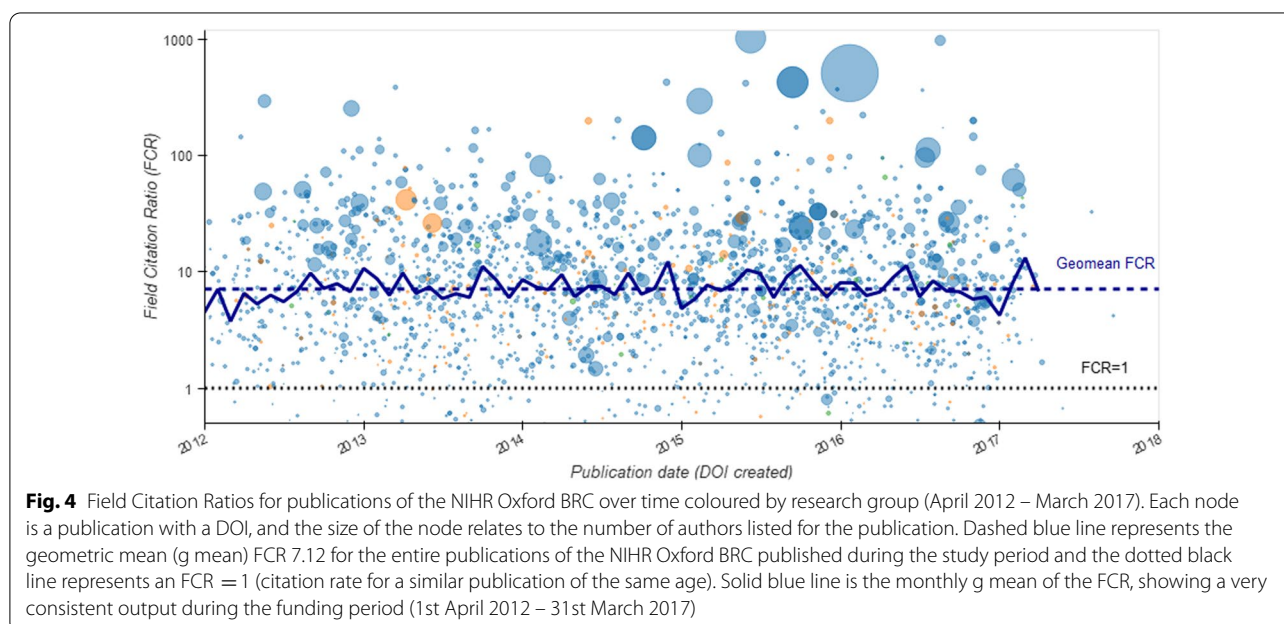 1000
100
10
1
Field Citation Ratio (FCR)
Geomean FCR
FCR=1
2012 2013 2014 2015 2016 2017 2018
Publication date (DOI created)
Fig. 4 Field Citation Ratios for publications of the NIHR Oxford BRC over time coloured by research group (April 2012 – March 2017). Each node
is a publication with a DOI, and the size of the node relates to the number of authors listed for the publication. Dashed blue line represents the
geometric mean (g mean) FCR 7.12 for the entire publications of the NIHR Oxford BRC published during the study period and the dotted black
line represents an FCR = 1 (citation rate for a similar publication of the same age). Solid blue line is the monthly g mean of the FCR, showing a very
consistent output during the funding period (1st April 2012 – 31st March 2017)